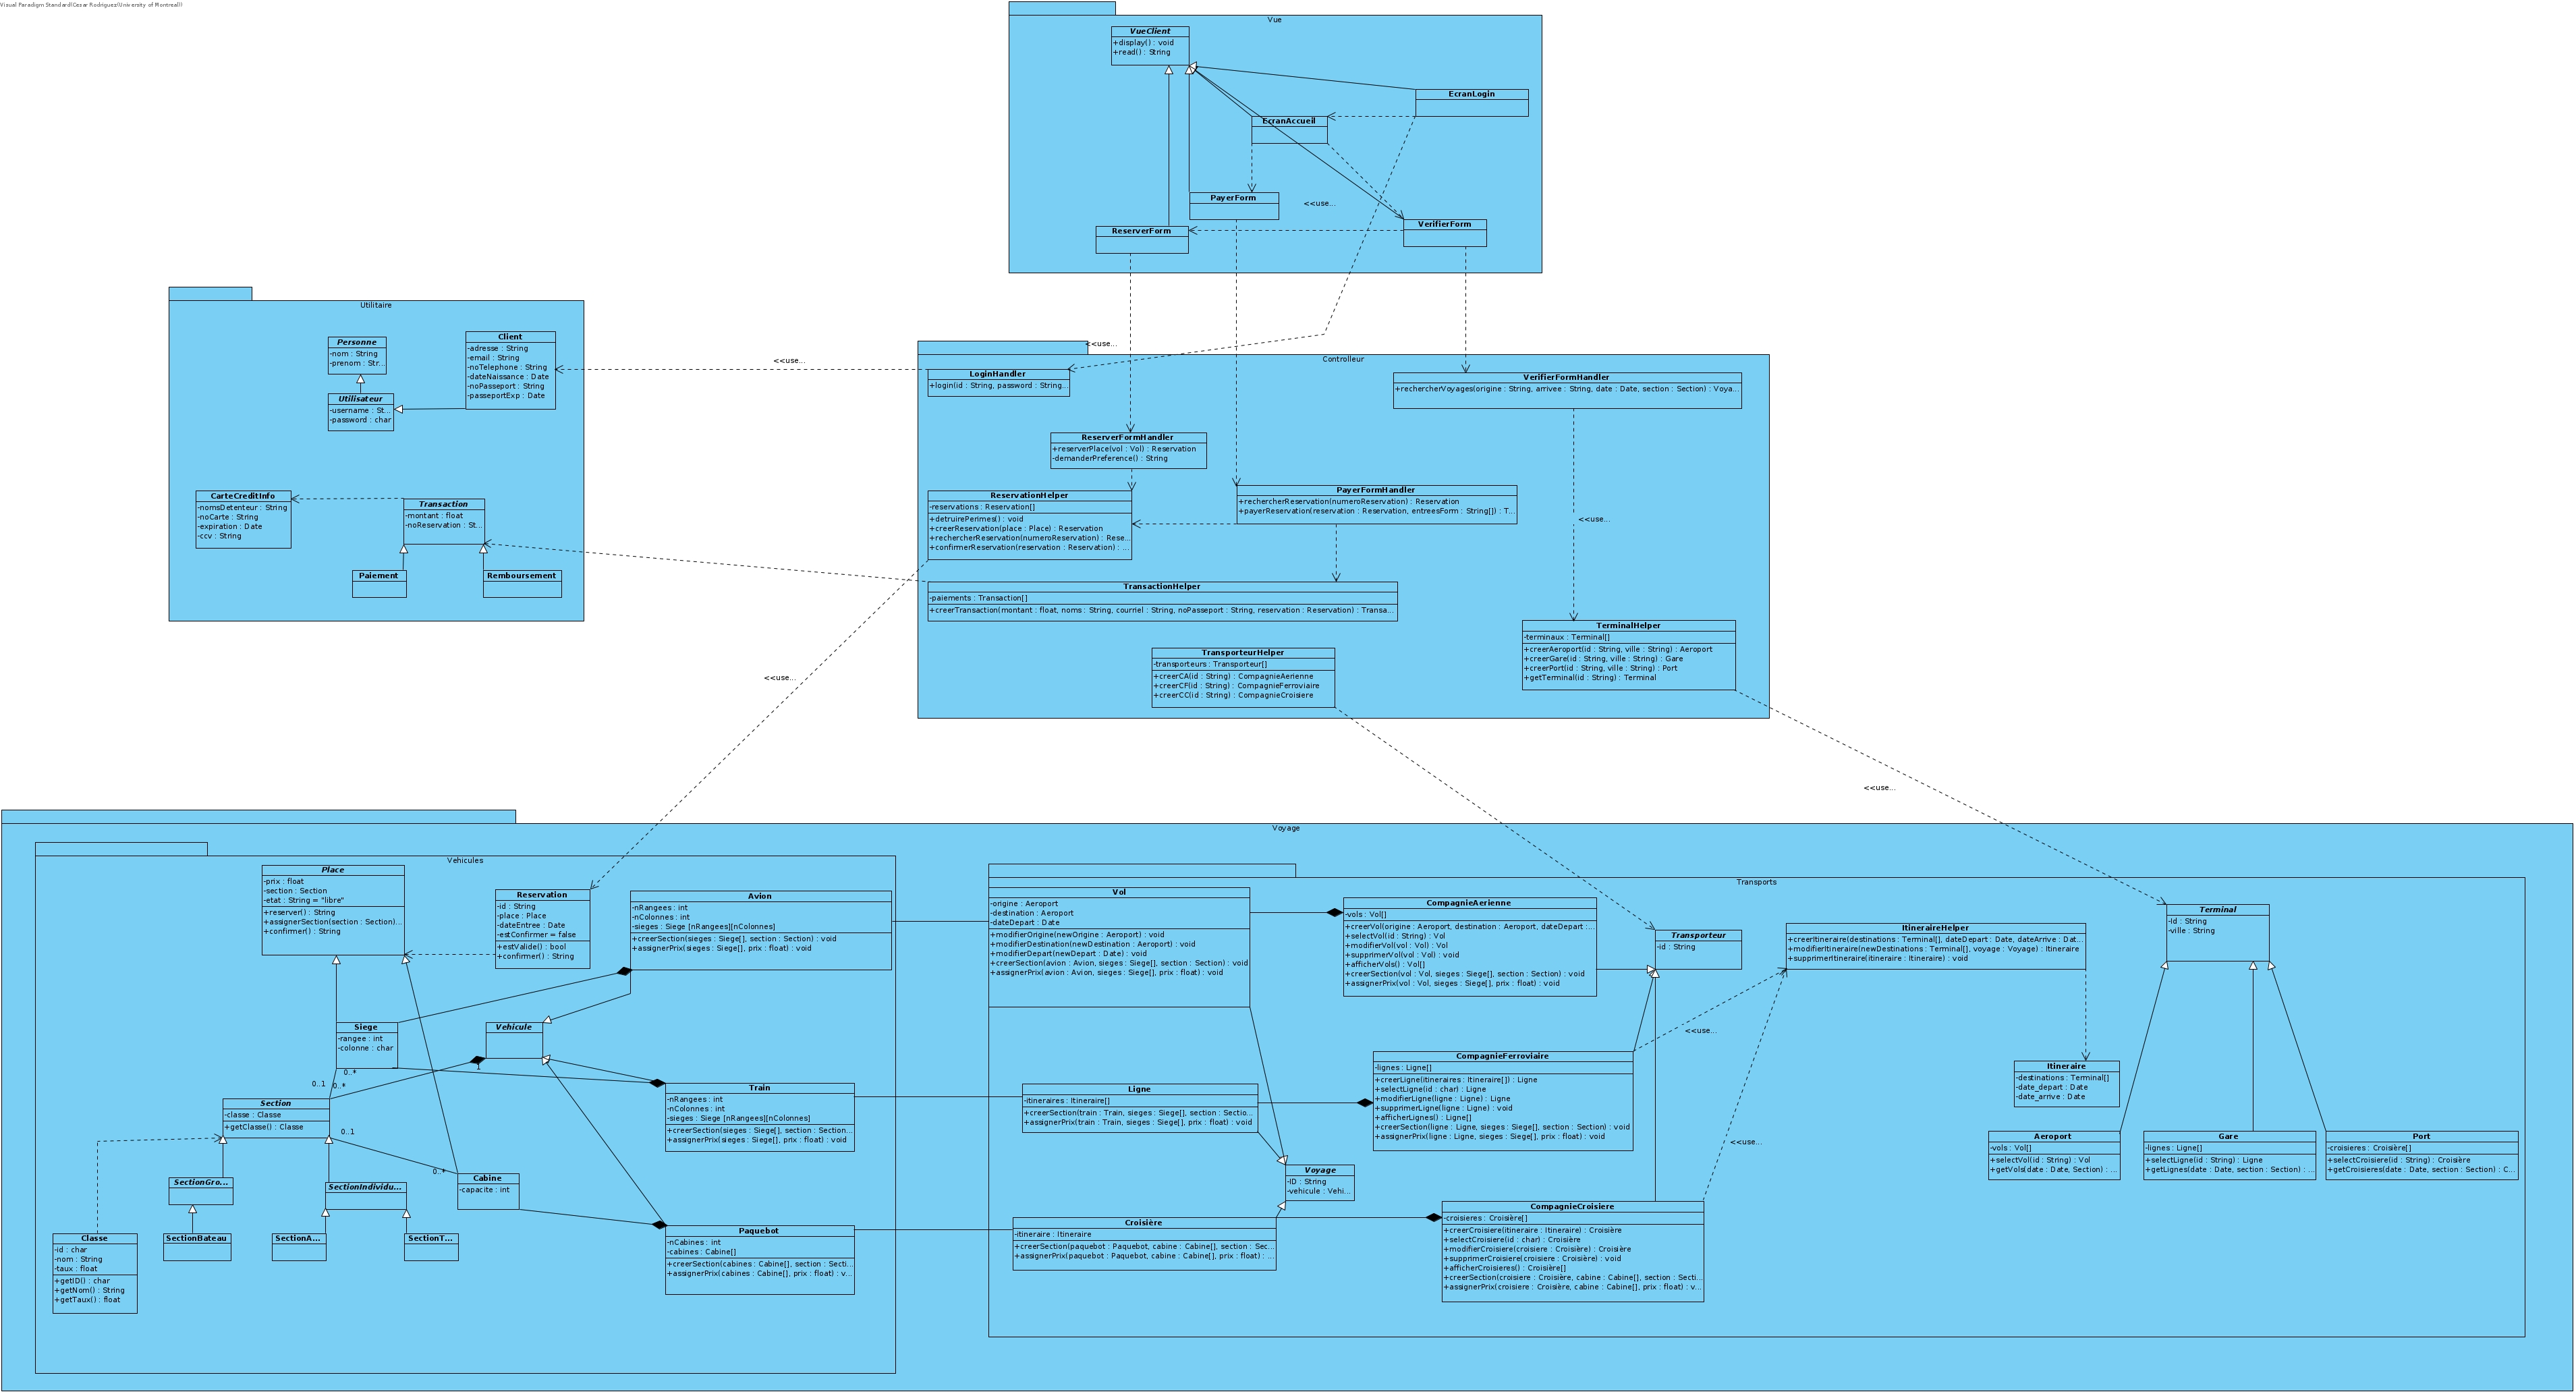 Visual Paradigm Standard(Cesar Rodrigues(University of Montreal))
Vue
VueClient
+display() : void
+read() : String
EcranLogin
EcranAccueil
PayerForm
<<use...
VerifierForm
ReserverForm
Utilitaire
Personne
-nom : String
-prenom : Str...
Client
-adresse : String
-email : String
-noTelephone : String
-dateNaissance : Date
-noPasseport : String
-passeportExp : Date
Utilisateur
-username : St...
-password : char
CarteCreditInfo
-nomsDetenteur : String
-noCarte : String
-expiration : Date
-ccv : String
Transaction
-montant : float
-noReservation : St...
Paiement
Remboursement
<<use...
<<use...
Controlleur
LoginHandler
+login(id : String, password : String...
VerifierFormHandler
+rechercherVoyages(origine : String, arrivee : String, date : Date, section : Section) : Voya...
ReserverFormHandler
+reserverPlace(vol : Vol) : Reservation
-demanderPreference() : String
ReservationHelper
-reservations : Reservation[]
+detruirePerimes() : void
+creerReservation(place : Place) : Reservation
+rechercherReservation(numeroReservation) : Rese...
+confirmerReservation(reservation : Reservation) : ...
PayerFormHandler
+rechercherReservation(numeroReservation) : Reservation
+payerReservation(reservation : Reservation, entreesForm : String[]) : T...
<<use...
TransactionHelper
-paiements : Transaction[]
+creerTransaction(montant : float, noms : String, courriel : String, noPasseport : String, reservation : Reservation) : Transa...
TerminalHelper
-terminaux : Terminal[]
+creerAeroport(id : String, ville : String) : Aeroport
+creerGare(id : String, ville : String) : Gare
+creerPort(id : String, ville : String) : Port
+getTerminal(id : String) : Terminal
TransporteurHelper
-transporteurs : Transporteur[]
+creerCA(id : String) : CompagnieAerienne
+creerCF(id : String) : CompagnieFerroviaire
+creerCC(id : String) : CompagnieCroisiere
<<use...
<<use...
Voyage
Vehicules
Place
-prix : float
-section : Section
-etat : String = "libre"
+reserver() : String
+assignerSection(section : Section)...
+confirmer() : String
Reservation
-id : String
-place : Place
-dateEntree : Date
-estConfirmer = false
+estValide() : bool
+confirmer() : String
Avion
-nRangees : int
-nColonnes : int
-sieges : Siege [nRangees][nColonnes]
+creerSection(sieges : Siege[], section : Section) : void
+assignerPrix(sieges : Siege[], prix : float) : void
Siege
-rangee : int
-colonne : char
Vehicule
1
0..*
0..1
0..*
Train
-nRangees : int
-nColonnes : int
-sieges : Siege [nRangees][nColonnes]
+creerSection(sieges : Siege[], section : Section...
+assignerPrix(sieges : Siege[], prix : float) : void
Section
-classe : Classe
+getClasse() : Classe
0..1
0..*
SectionGro...
SectionIndividu...
Cabine
-capacite : int
Classe
-id : char
-nom : String
-taux : float
+getID() : char
+getNom() : String
+getTaux() : float
SectionBateau
SectionA...
SectionT...
Paquebot
-nCabines : int
-cabines : Cabine[]
+creerSection(cabines : Cabine[], section : Secti...
+assignerPrix(cabines : Cabine[], prix : float) : v...
Transports
Vol
-origine : Aeroport
-destination : Aeroport
-dateDepart : Date
+modifierOrigine(newOrigine : Aeroport) : void
+modifierDestination(newDestination : Aeroport) : void
+modifierDepart(newDepart : Date) : void
+creerSection(avion : Avion, sieges : Siege[], section : Section) : void
+assignerPrix(avion : Avion, sieges : Siege[], prix : float) : void
CompagnieAerienne
-vols : Vol[]
+creerVol(origine : Aeroport, destination : Aeroport, dateDepart :...
+selectVol(id : String) : Vol
+modifierVol(vol : Vol) : Vol
+supprimerVol(vol : Vol) : void
+afficherVols() : Vol[]
+creerSection(vol : Vol, sieges : Siege[], section : Section) : void
+assignerPrix(vol : Vol, sieges : Siege[], prix : float) : void
Transporteur
-id : String
ItineraireHelper
+creerItineraire(destinations : Terminal[], dateDepart : Date, dateArrive : Dat...
+modifierItineraire(newDestinations : Terminal[], voyage : Voyage) : Itineraire
+supprimerItineraire(itineraire : Itineraire) : void
Terminal
-Id : String
-ville : String
<<use...
Ligne
-itineraires : Itineraire[]
+creerSection(train : Train, sieges : Siege[], section : Sectio...
+assignerPrix(train : Train, sieges : Siege[], prix : float) : void
CompagnieFerroviaire
-lignes : Ligne[]
+creerLigne(itineraires : Itineraire[]) : Ligne
+selectLigne(id : char) : Ligne
+modifierLigne(ligne : Ligne) : Ligne
+supprimerLigne(ligne : Ligne) : void
+afficherLignes() : Ligne[]
+creerSection(ligne : Ligne, sieges : Siege[], section : Section) : void
+assignerPrix(ligne : Ligne, sieges : Siege[], prix : float) : void
Itineraire
-destinations : Terminal[]
-date_depart : Date
-date_arrive : Date
<<use...
Aeroport
-vols : Vol[]
+selectVol(id : String) : Vol
+getVols(date : Date, Section) : ...
Gare
-lignes : Ligne[]
+selectLigne(id : String) : Ligne
+getLignes(date : Date, section : Section) : ...
Port
-croisieres : Croisière[]
+selectCroisiere(id : String) : Croisière
+getCroisieres(date : Date, section : Section) : C...
Voyage
-ID : String
-vehicule : Vehi...
Croisière
-itineraire : Itineraire
+creerSection(paquebot : Paquebot, cabine : Cabine[], section : Sec...
+assignerPrix(paquebot : Paquebot, cabine : Cabine[], prix : float) : ...
CompagnieCroisiere
-croisieres : Croisière[]
+creerCroisiere(itineraire : Itineraire) : Croisière
+selectCroisiere(id : char) : Croisière
+modifierCroisiere(croisiere : Croisière) : Croisière
+supprimerCroisiere(croisiere : Croisière) : void
+afficherCroisieres() : Croisière[]
+creerSection(croisiere : Croisière, cabine : Cabine[], section : Secti...
+assignerPrix(croisiere : Croisière, cabine : Cabine[], prix : float) : v...